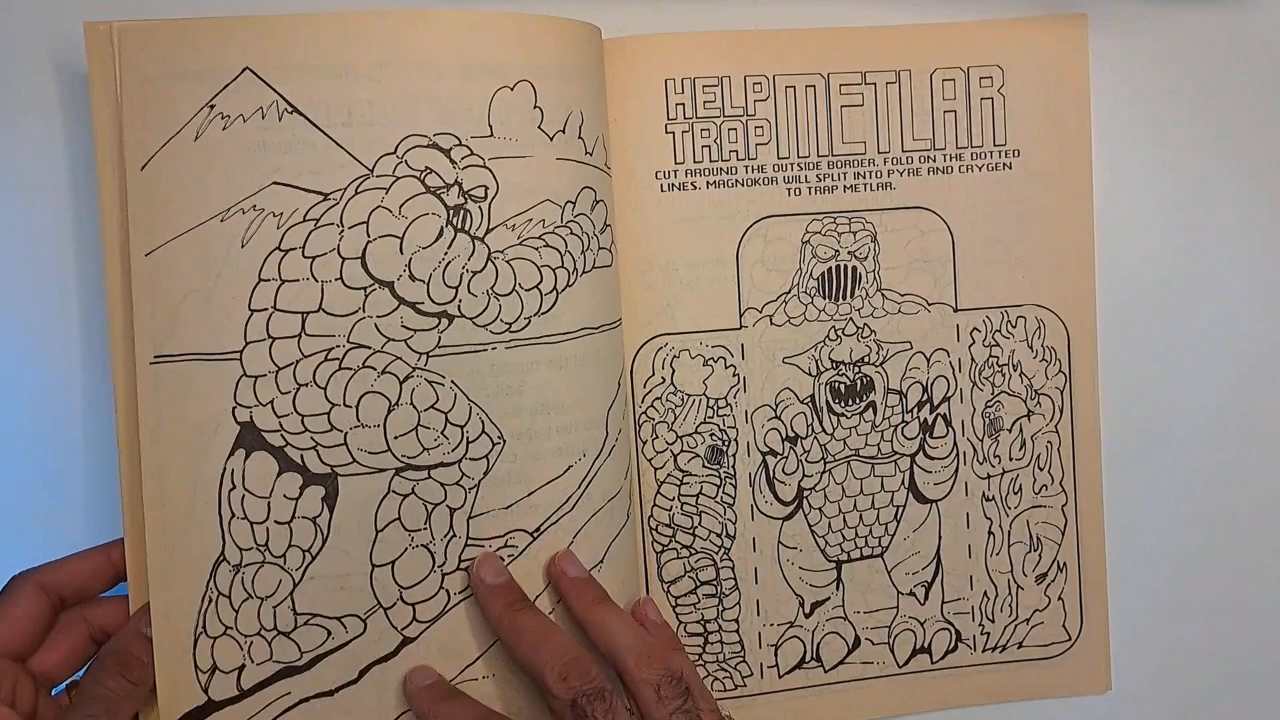 HELP TRAP METLAR
CUT AROUND THE OUTSIDE BORDER. FOLD ON THE DOTTED
LINES. MAGNOKOR WILL SPLIT INTO PYRE AND CRYGEN
TO TRAP METLAR.